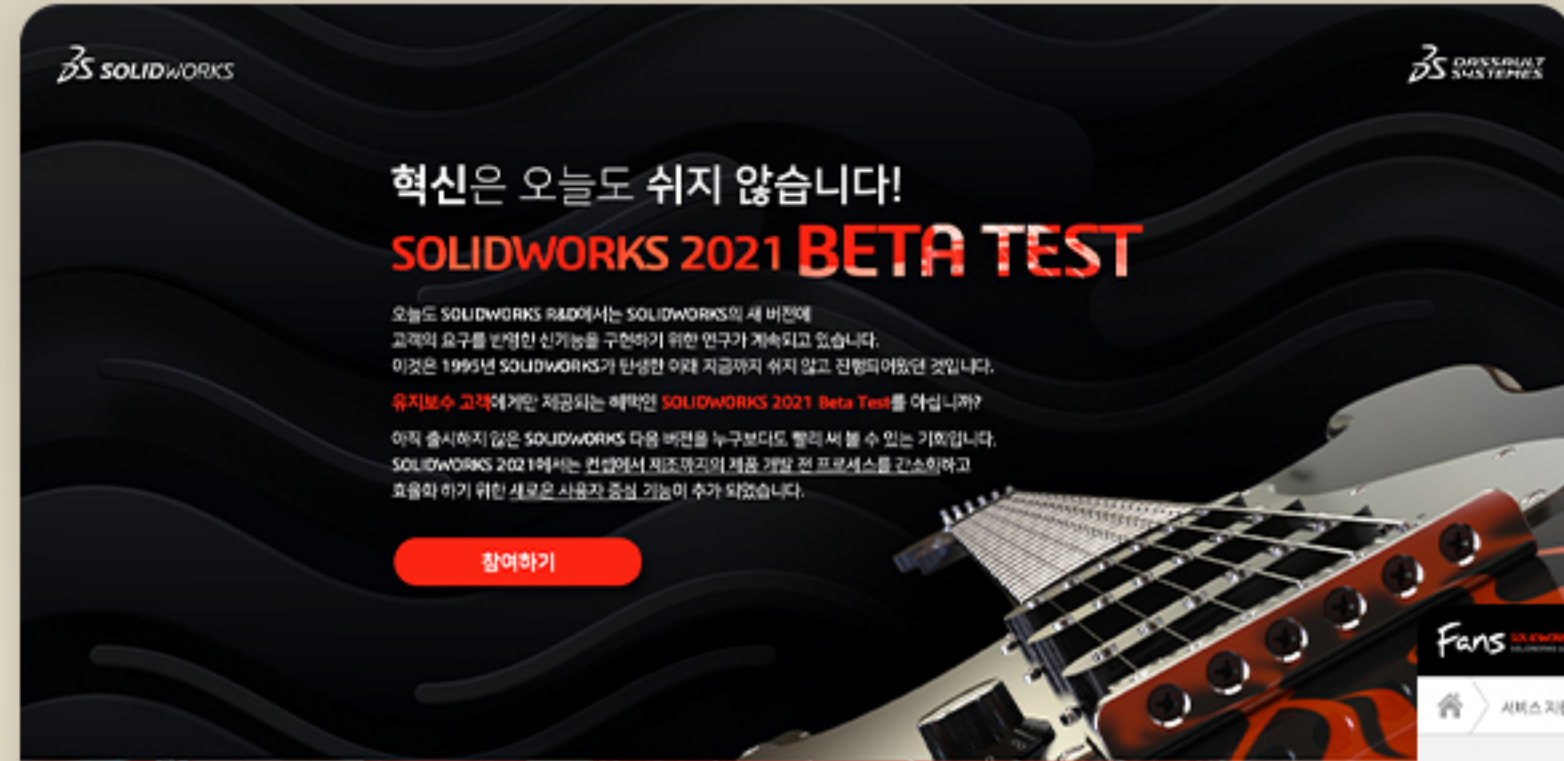 SOLIDWORKS
DASSAULT SYSTEMES
혁신은 오늘도 쉬지 않습니다!
SOLIDWORKS 2021 BETA TEST
오늘도 SOLIDWORKS R&D에서는 SOLIDWORKS의 새 버전에
고객의 요구를 반영한 신기능을 구현하기 위한 연구가 계속되고 있습니다.
이것은 1995년 SOLIDWORKS가 탄생한 이래 지금까지 쉬지 않고 진행되어왔던 것입니다.
유지보수 고객에게만 제공되는 혜택인 SOLIDWORKS 2021 Beta Test를 아십니까?
아직 출시하지 않은 SOLIDWORKS 다음 버전을 누구보다도 빨리 써 볼 수 있는 기회입니다.
SOLIDWORKS 2021에서는 컨셉에서 제조까지의 제품 개발 전 프로세스를 간소화하고
효율화 하기 위한 새로운 사용자 중심 기능이 추가 되었습니다.
참여하기
Fans
서비스 지원